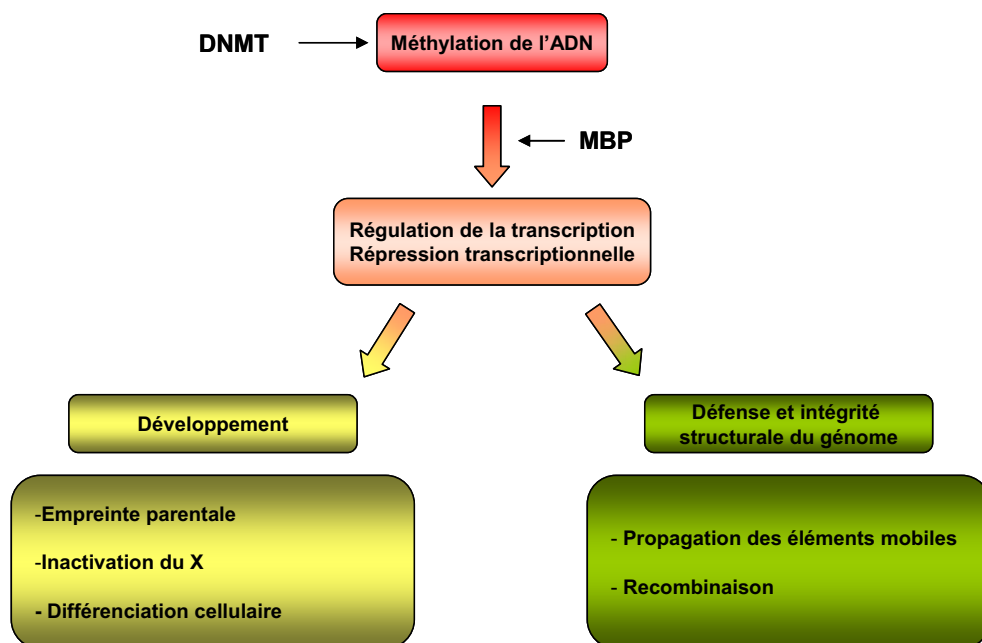 DNMT
Méthylation de l'ADN
MBP
Régulation de la transcription
Répression transcriptionnelle
Développement
Défense et intégrité
structurale du génome
-Empreinte parentale
-Inactivation du X
- Différenciation cellulaire
- Propagation des éléments mobiles
- Recombinaison